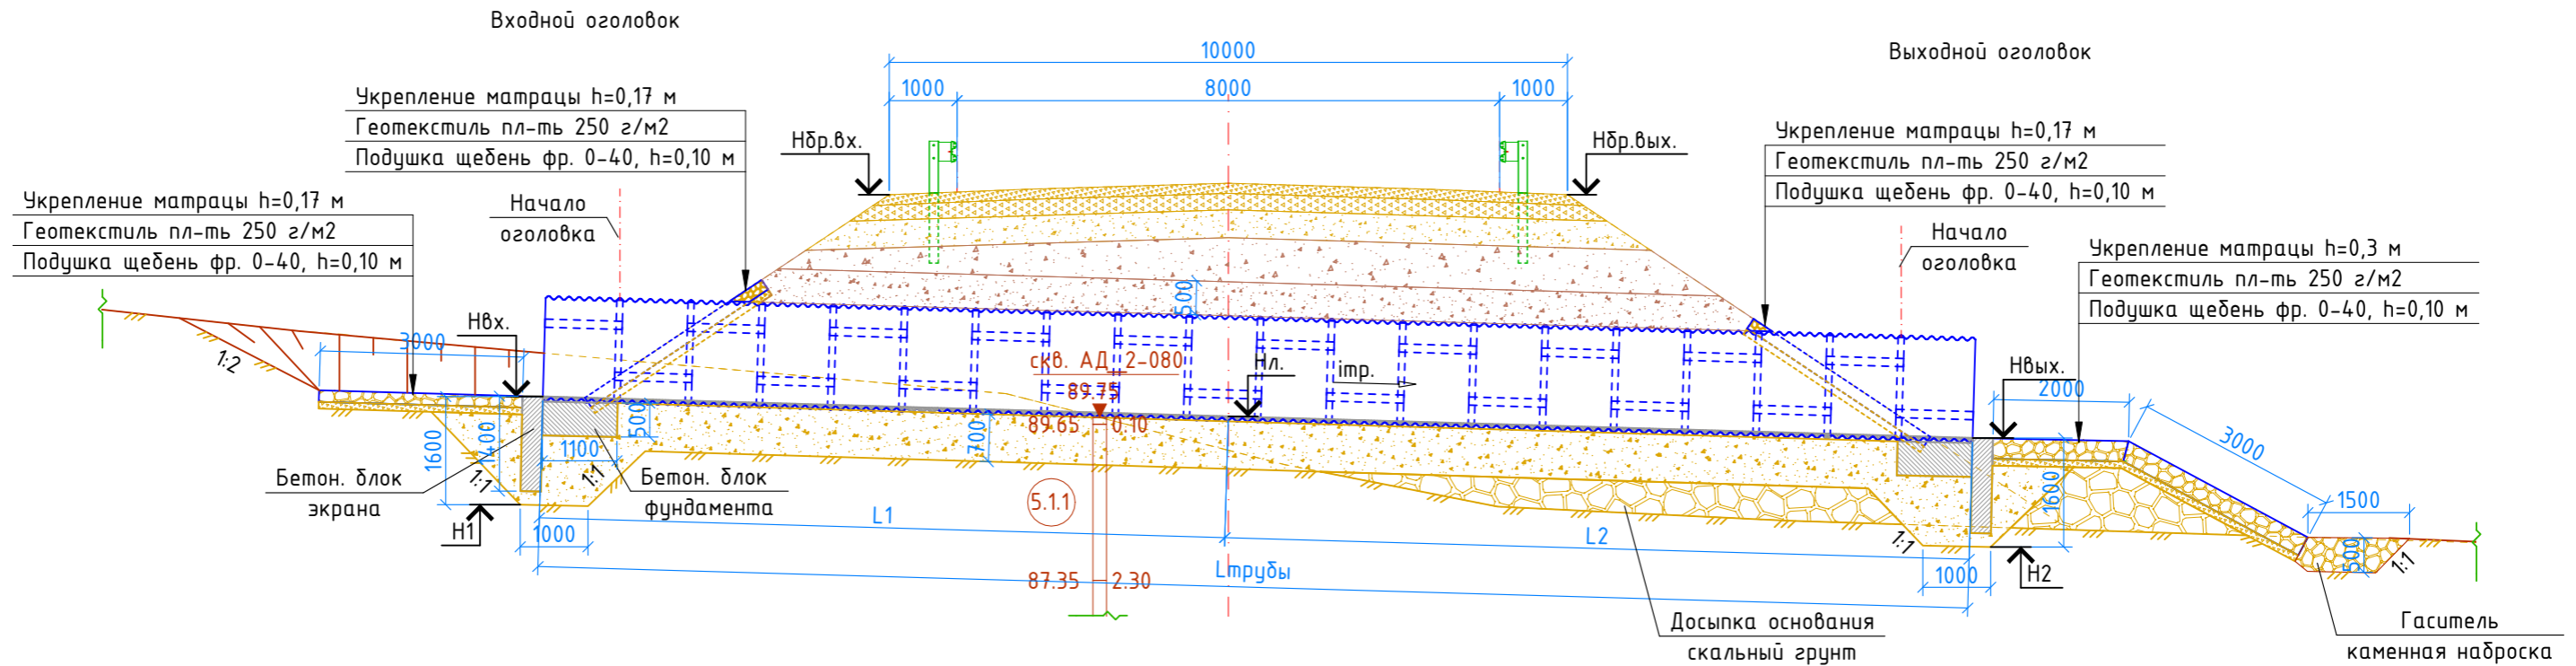 Входной оголовок
Выходной оголовок
10000
1000
8000
1000
Укрепление матрацы h=0,17 м
Геотекстиль пл-ть 250 г/м2
Подушка щебень фр. 0-40, h=0,10 м
Нбр.вх.
Нбр.вых.
Укрепление матрацы h=0,17 м
Геотекстиль пл-ть 250 г/м2
Подушка щебень фр. 0-40, h=0,10 м
Укрепление матрацы h=0,17 м
Геотекстиль пл-ть 250 г/м2
Подушка щебень фр. 0-40, h=0,10 м
Начало
оголовка
Начало
оголовка
Укрепление матрацы h=0,3 м
Геотекстиль пл-ть 250 г/м2
Подушка щебень фр. 0-40, h=0,10 м
500
Нвх.
3000
1:2
скв. АД_2-080
89.75
89.65
0.10
Нл.
iтр.
Нвых.
2000
3000
1500
500
1:1
1600
1400
500
1100
700
1:1
1:1
Бетон. блок
экрана
Бетон. блок
фундамента
5.1.1
Н1
1000
L1
L2
Lтрубы
87.35
2.30
1:1
1600
1000
Н2
Досыпка основания
скальный грунт
Гаситель
каменная наброска